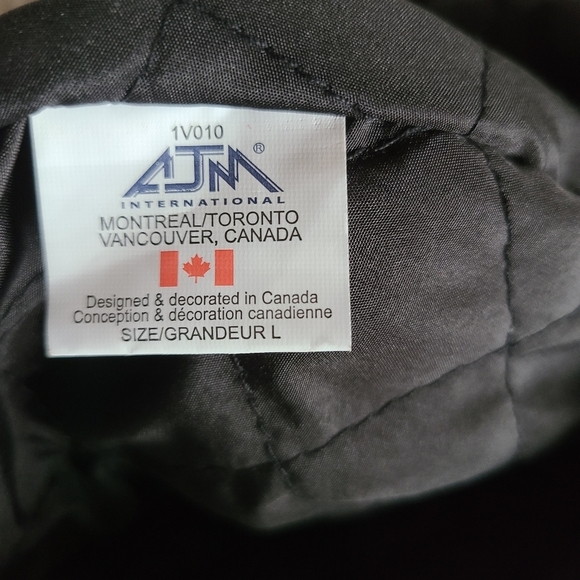 1V010
AJM®
INTERNATIONAL
MONTREAL/TORONTO
VANCOUVER, CANADA
Designed & decorated in Canada
Conception & décoration canadienne
SIZE/GRANDEUR L